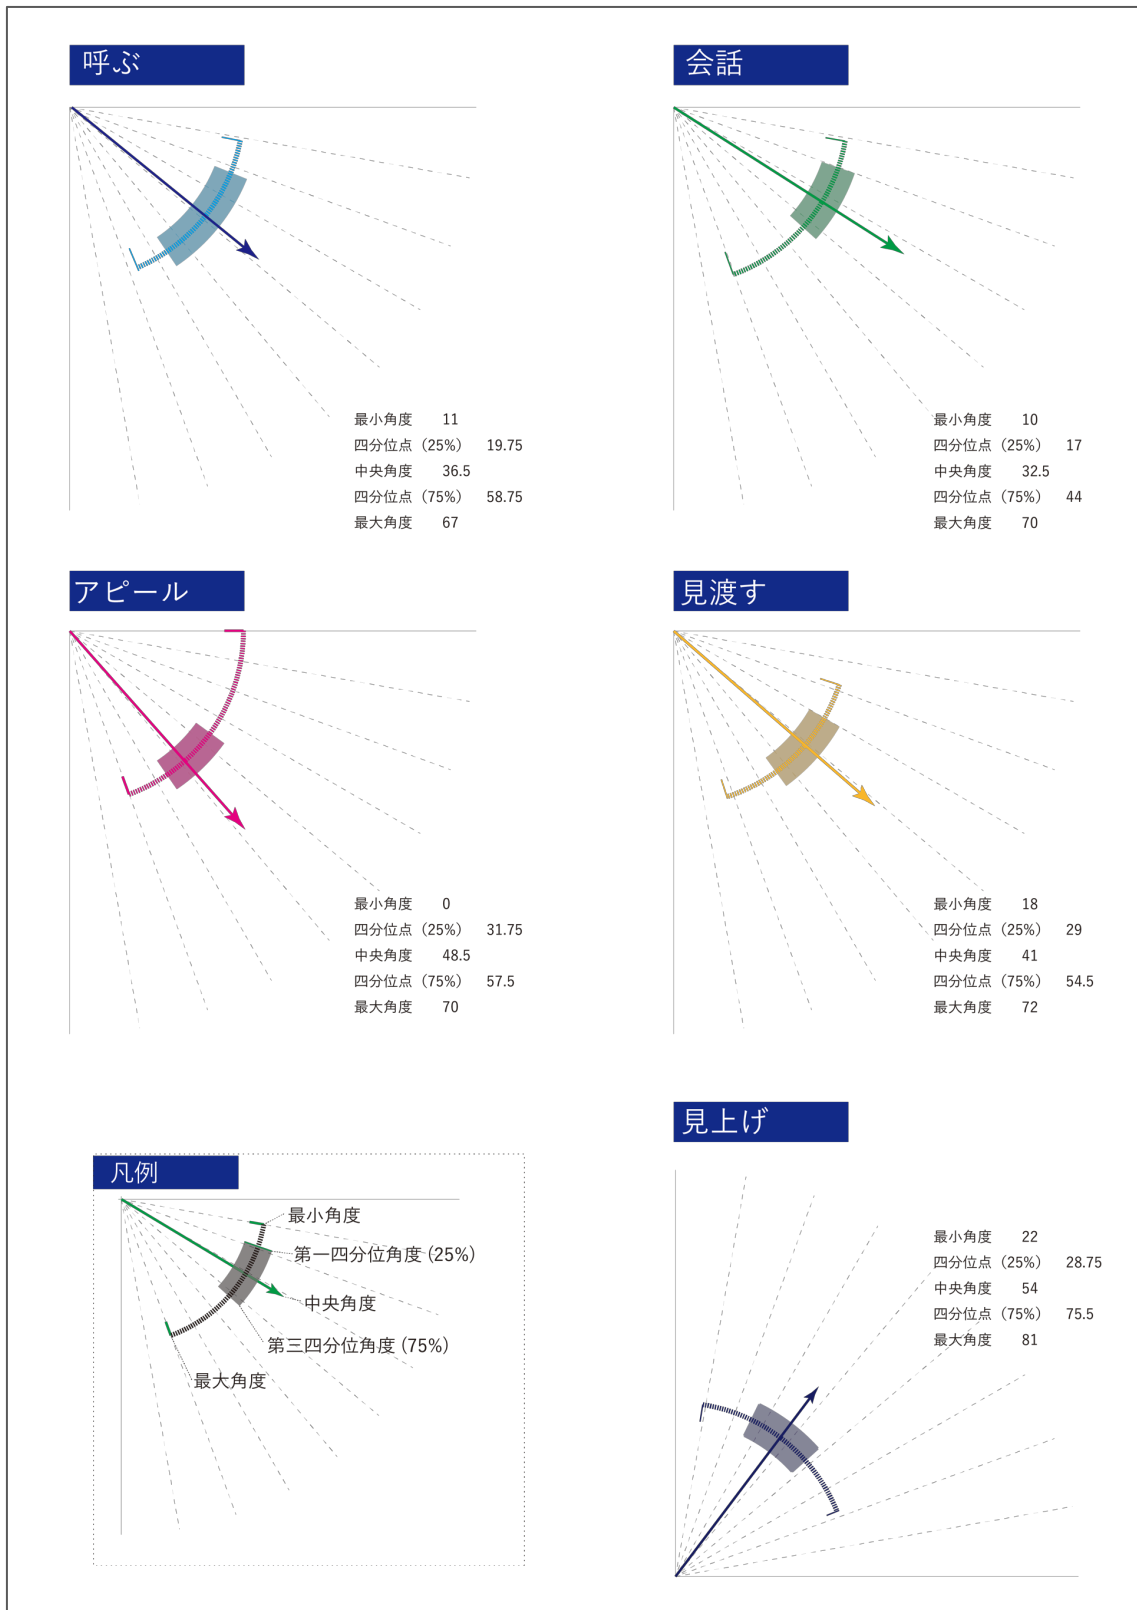 呼ぶ
最小角度 11
四分位点（25%） 19.75
中央角度 36.5
四分位点（75%） 58.75
最大角度 67
会話
最小角度 10
四分位点（25%） 17
中央角度 32.5
四分位点（75%） 44
最大角度 70
アピール
最小角度 0
四分位点（25%） 31.75
中央角度 48.5
四分位点（75%） 57.5
最大角度 70
見渡す
最小角度 18
四分位点（25%） 29
中央角度 41
四分位点（75%） 54.5
最大角度 72
凡例
最小角度
第一四分位角度 (25%)
中央角度
第三四分位角度 (75%)
最大角度
見上げ
最小角度 22
四分位点（25%） 28.75
中央角度 54
四分位点（75%） 75.5
最大角度 81